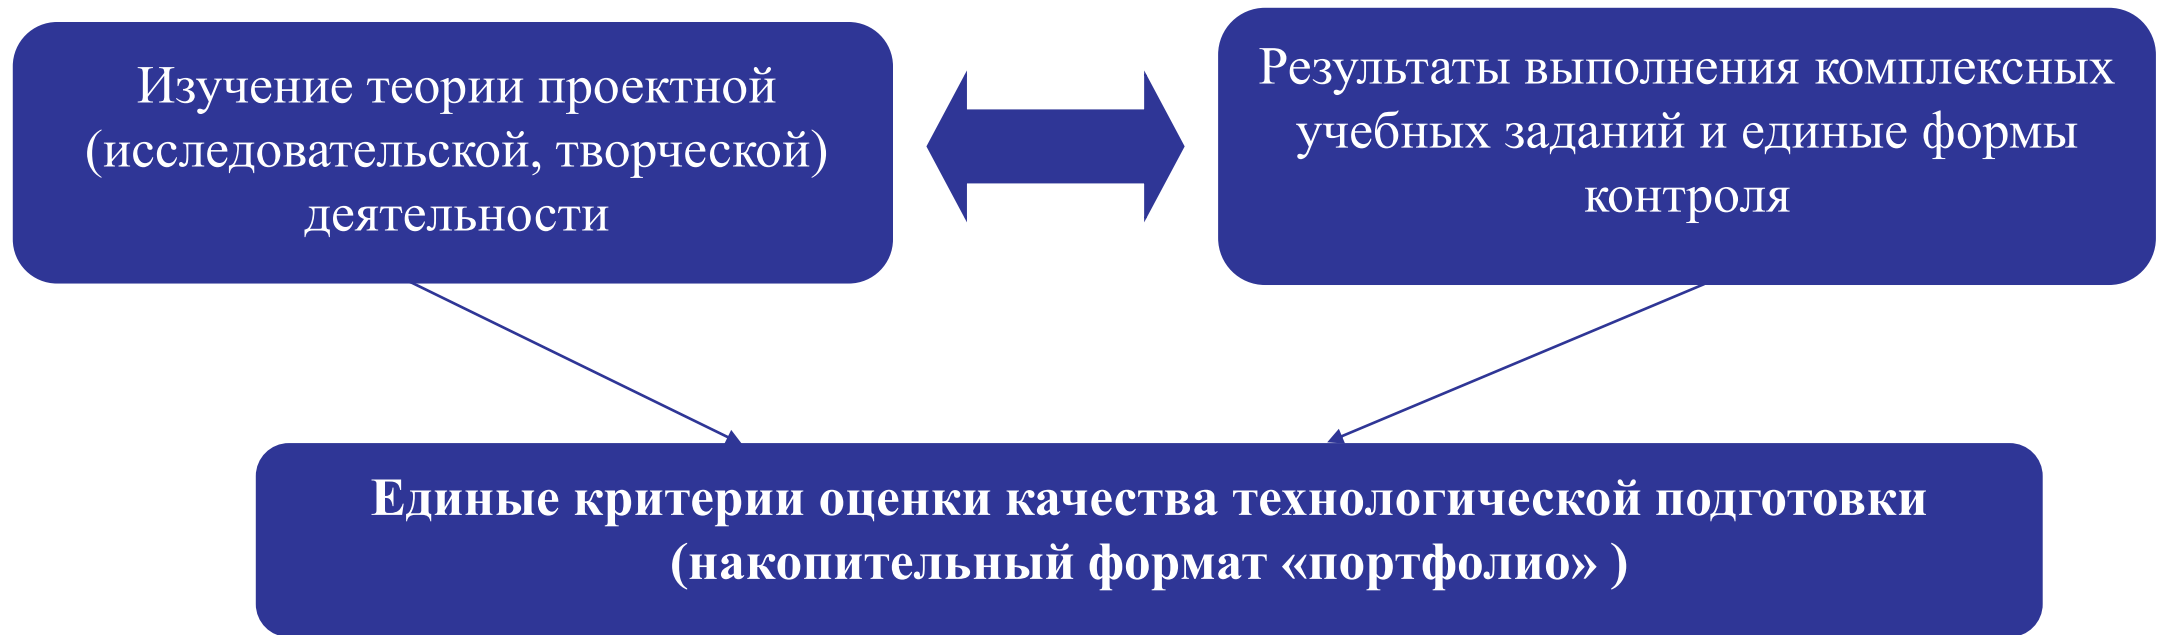 Изучение теории проектной
(исследовательской, творческой)
деятельности
Результаты выполнения комплексных
учебных заданий и единые формы
контроля
Единые критерии оценки качества технологической подготовки
(накопительный формат «портфолио» )